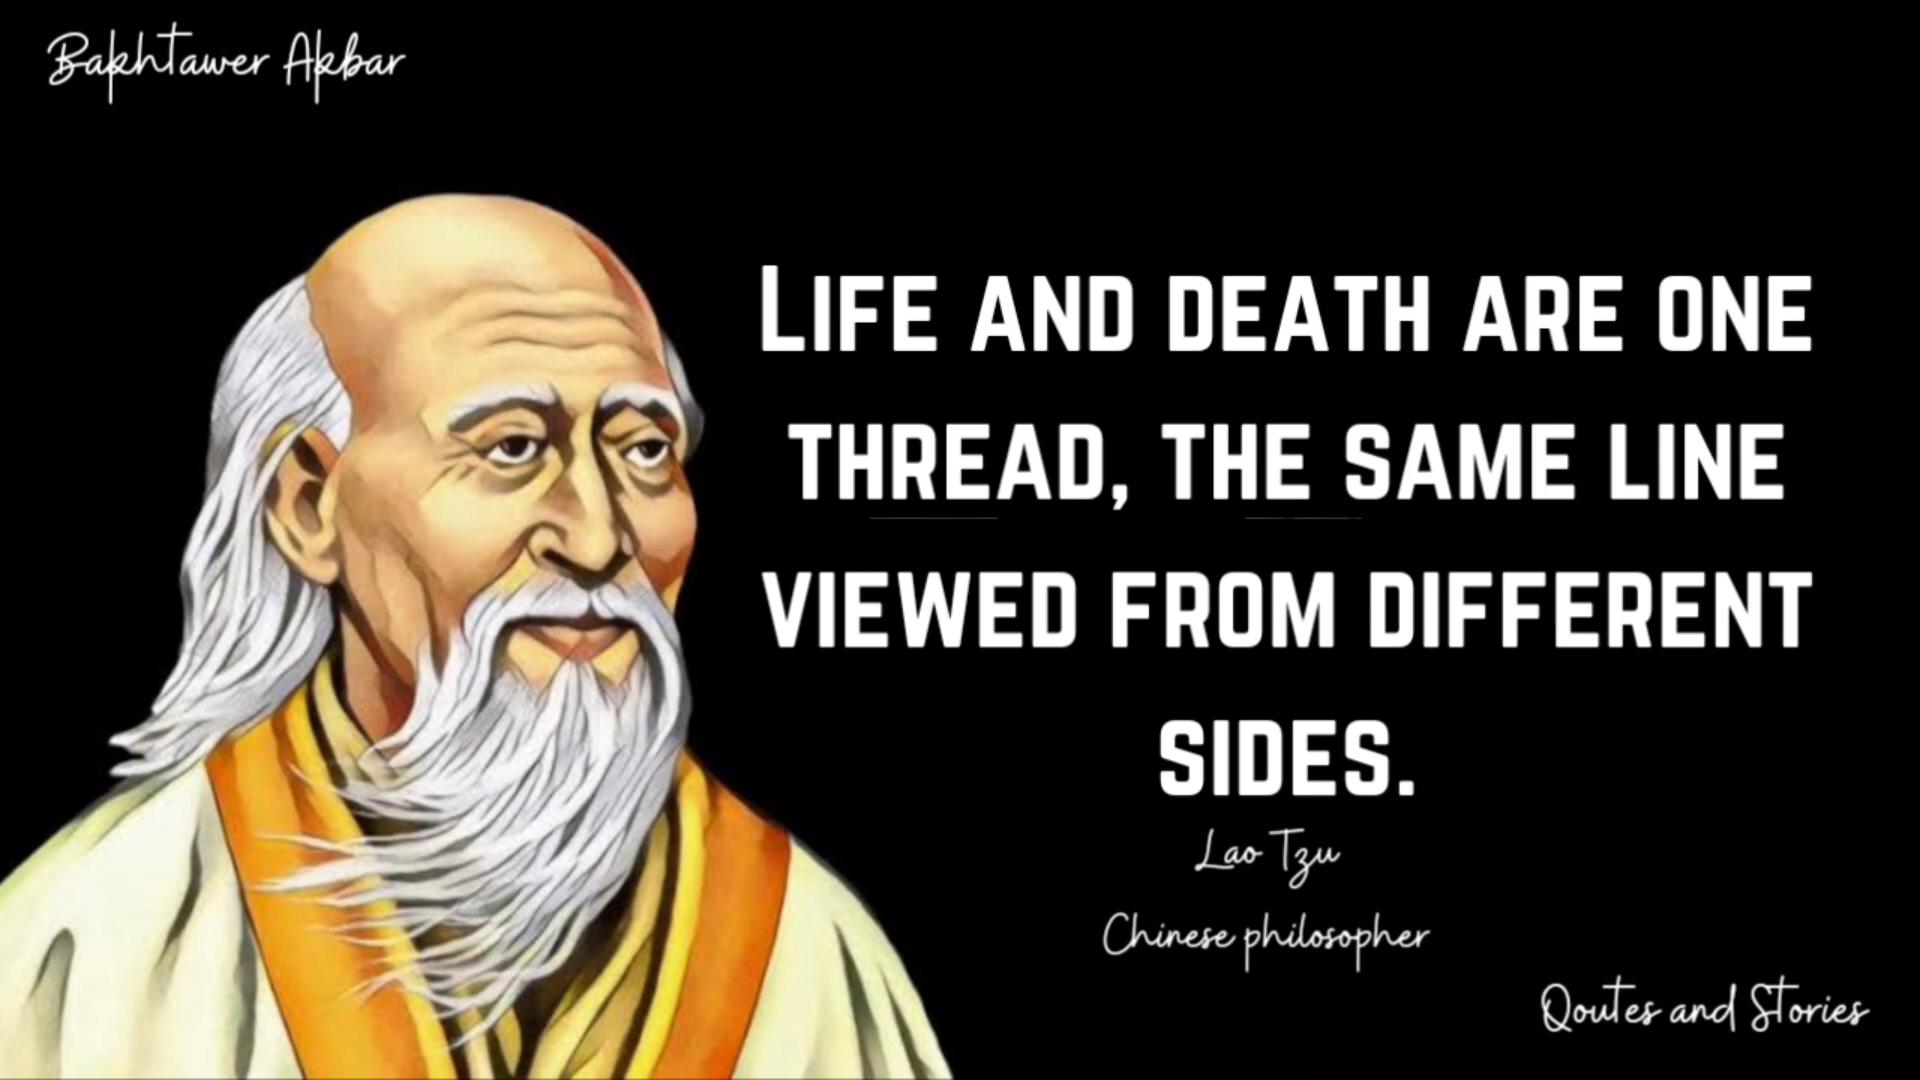 Bakhtawer Akbar
LIFE AND DEATH ARE ONE
THREAD, THE SAME LINE
VIEWED FROM DIFFERENT
SIDES.
Lao Tzu
Chinese philosopher
Qoutes and Stories